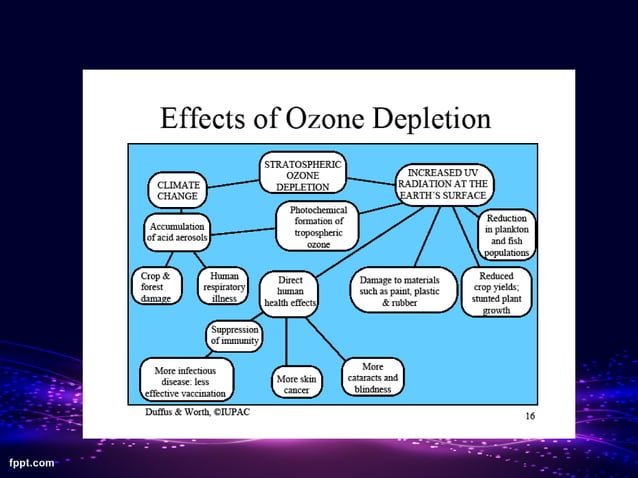 Effects of Ozone Depletion
STRATOSPHERIC
OZONE
DEPLETION
CLIMATE
CHANGE
INCREASED UV
RADIATION AT THE
EARTH´S SURFACE
Photochemical
formation of
tropospheric
ozone
Accumulation
of acid aerosols
Reduction
in plankton
and fish
populations
Crop &
forest
damage
Human
respiratory
illness
Direct
human
health effects
Damage to materials
such as paint, plastic
& rubber
Reduced
crop yields;
stunted plant
growth
Suppression
of immunity
More infectious
disease: less
effective vaccination
More skin
cancer
More
cataracts and
blindness
Duffus & Worth, ©IUPAC
16
fppt.com